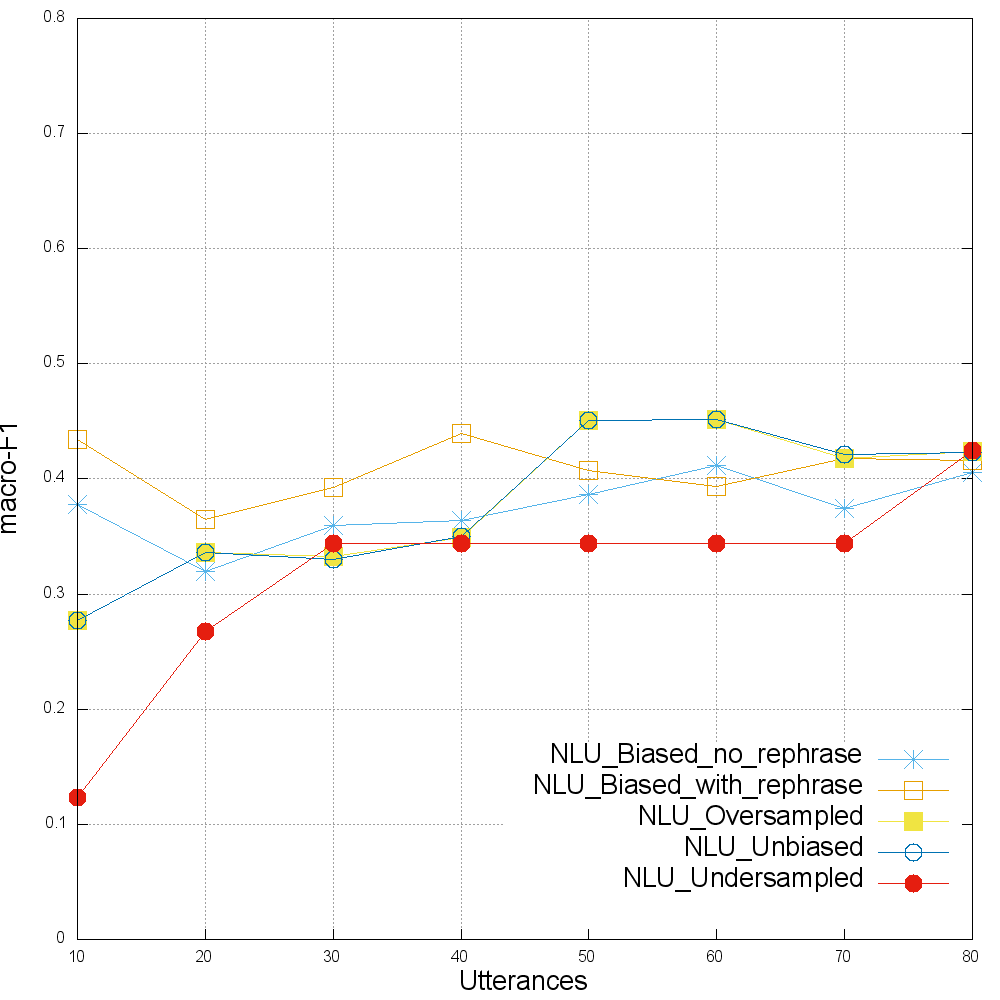 0.8
0.7
0.6
0.5
0.4
0.3
0.2
0.1
0
macro-F1
NLU_Biased_no_rephrase
NLU_Biased_with_rephrase
NLU_Oversampled
NLU_Unbiased
NLU_Undersampled
10 20 30 40 50 60 70 80
Utterances